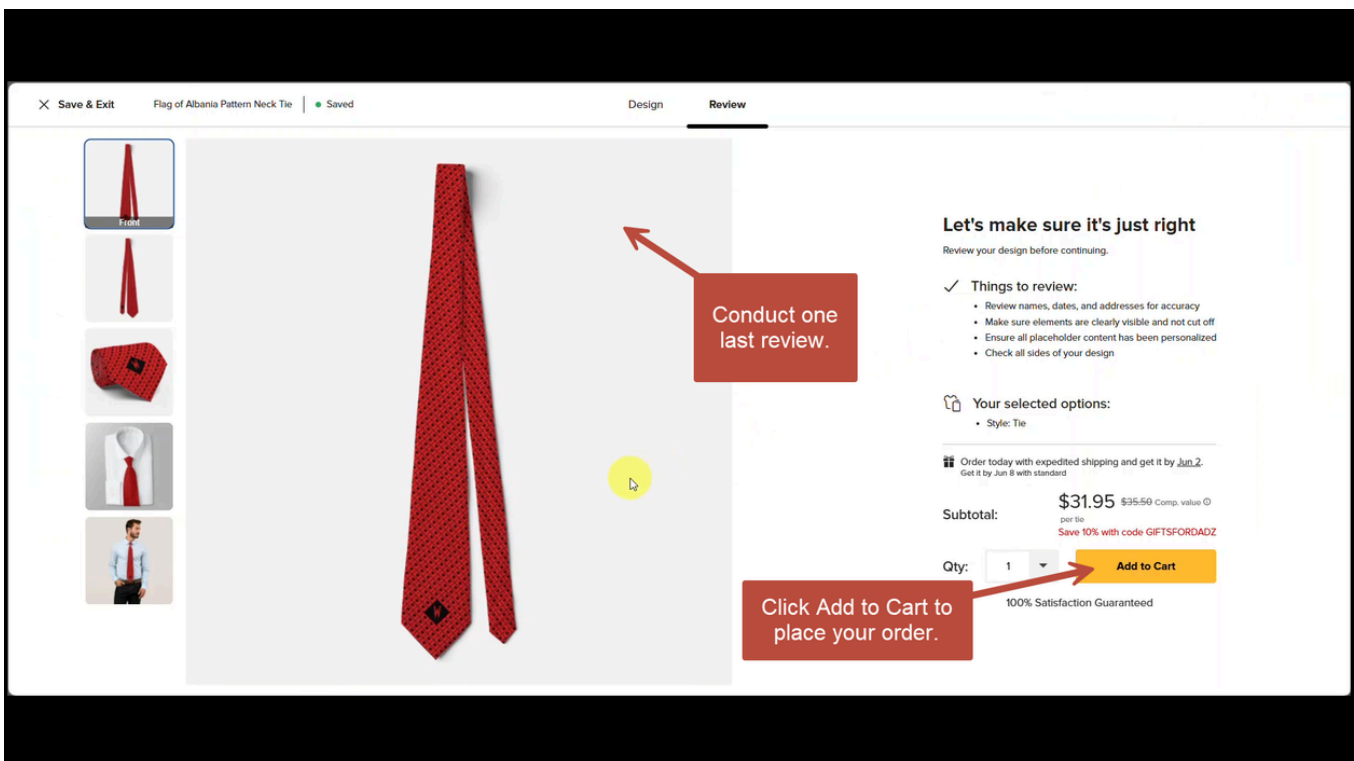 Save & Exit
Flag of Albania Pattern Neck Tie
Saved
Design
Review
Front
Let's make sure it's just right
Review your design before continuing.
Things to review:
Review names, dates, and addresses for accuracy
Make sure elements are clearly visible and not cut off
Ensure all placeholder content has been personalized
Check all sides of your design
Conduct one
last review.
Your selected options:
Style: Tie
Order today with expedited shipping and get it by Jun 2.
Get it by Jun 8 with standard
Subtotal:
$31.95 $35.50 Comp. value
per tie
Save 10% with code GIFTSFORDADZ
Qty: 1
Add to Cart
Click Add to Cart to
place your order.
100% Satisfaction Guaranteed
W